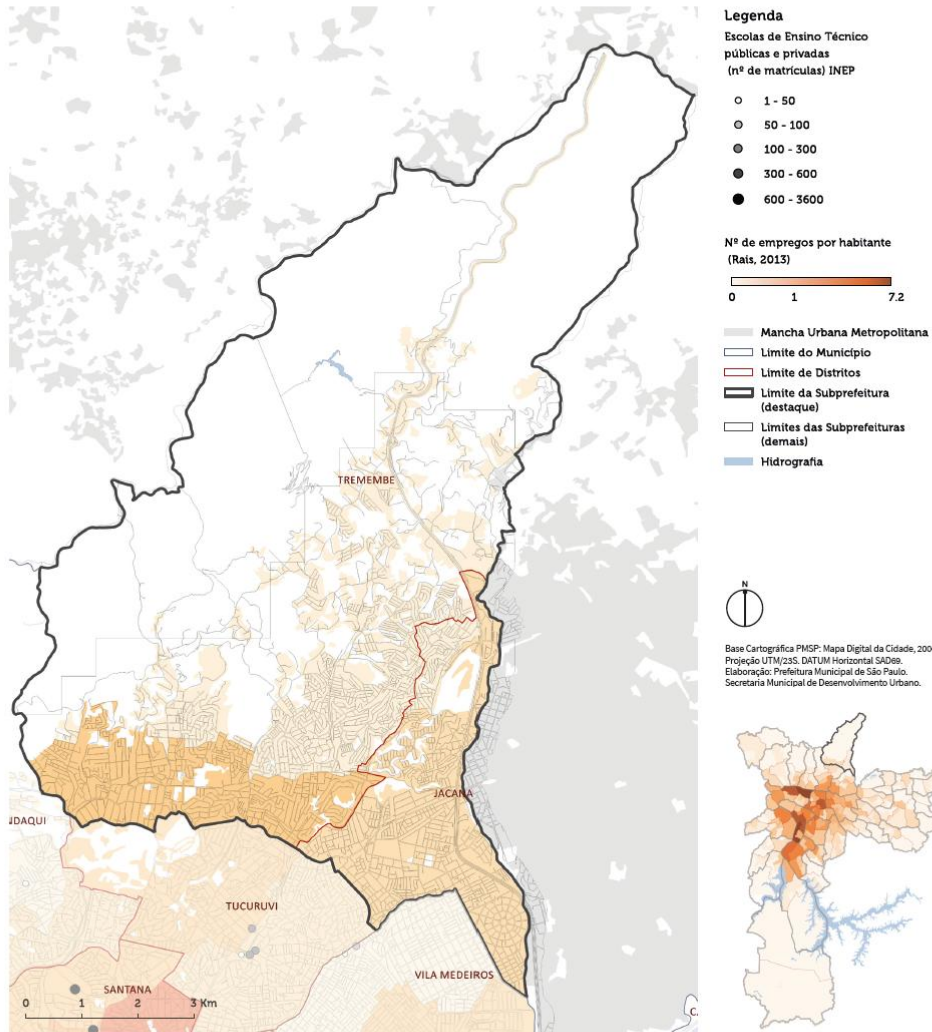 Legenda
Escolas de Ensino Técnico
públicas e privadas
(nº de matrículas) INEP
1 - 50
50 - 100
100 - 300
300 - 600
600 - 3600
Nº de empregos por habitante
(Rais, 2013)
0 1 7.2
Mancha Urbana Metropolitana
Limite do Município
Limite de Distritos
Limite da Subprefeitura
(destaque)
Limites das Subprefeituras
(demais)
Hidrografia
N
Base Cartográfica PMSP: Mapa Digital da Cidade, 200
Projeção UTM/23S. DATUM Horizontal SAD69.
Elaboração: Prefeitura Municipal de São Paulo.
Secretaria Municipal de Desenvolvimento Urbano.
TREMEMBE
JACANA
NDAQUI
TUCURUVI
VILA MEDEIROS
SANTANA
0 1 2 3 Km
C.